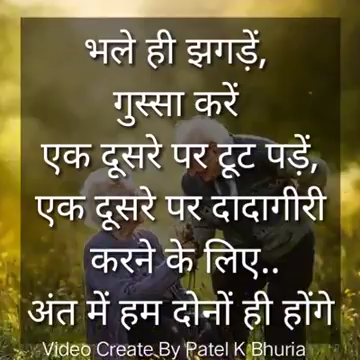 भले ही झगड़ें,
गुस्सा करें
एक दूसरे पर टूट पड़ें,
एक दूसरे पर दादागीरी
करने के लिए..
अंत में हम दोनों ही होंगे
Video Create By Patel K Bhuria